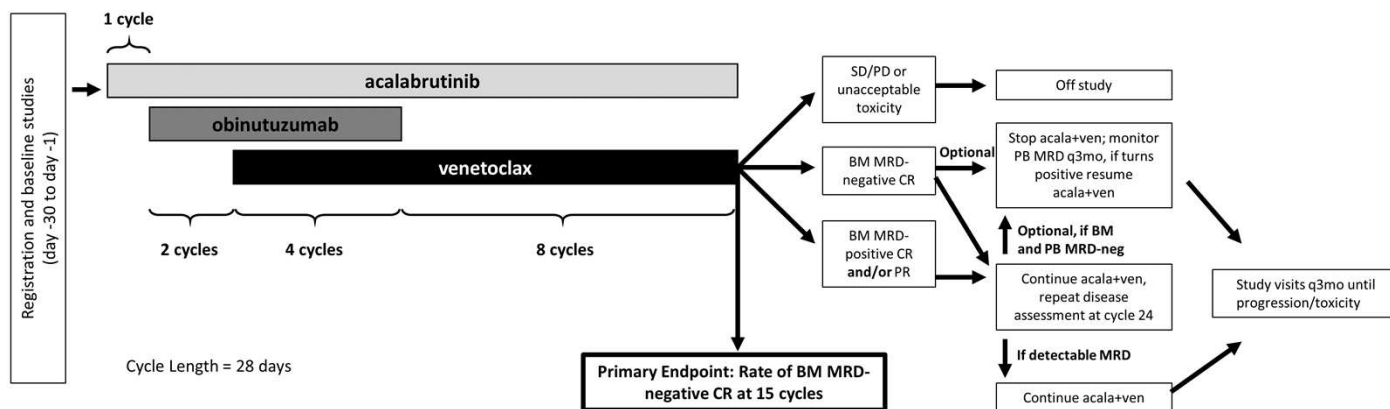 Registration and baseline studies
(day -30 to day -1)
1 cycle
acalabrutinib
obinutuzumab
venetoclax
2 cycles
4 cycles
8 cycles
Cycle Length = 28 days
Primary Endpoint: Rate of BM MRD-
negative CR at 15 cycles
SD/PD or
unacceptable
toxicity
Off study
BM MRD-
negative CR
Optional
Stop acala+ven; monitor
PB MRD q3mo, if turns
positive resume
acala+ven
BM MRD-
positive CR
and/or PR
Optional, if BM
and PB MRD-neg
Continue acala+ven,
repeat disease
assessment at cycle 24
If detectable MRD
Continue acala+ven
Study visits q3mo until
progression/toxicity